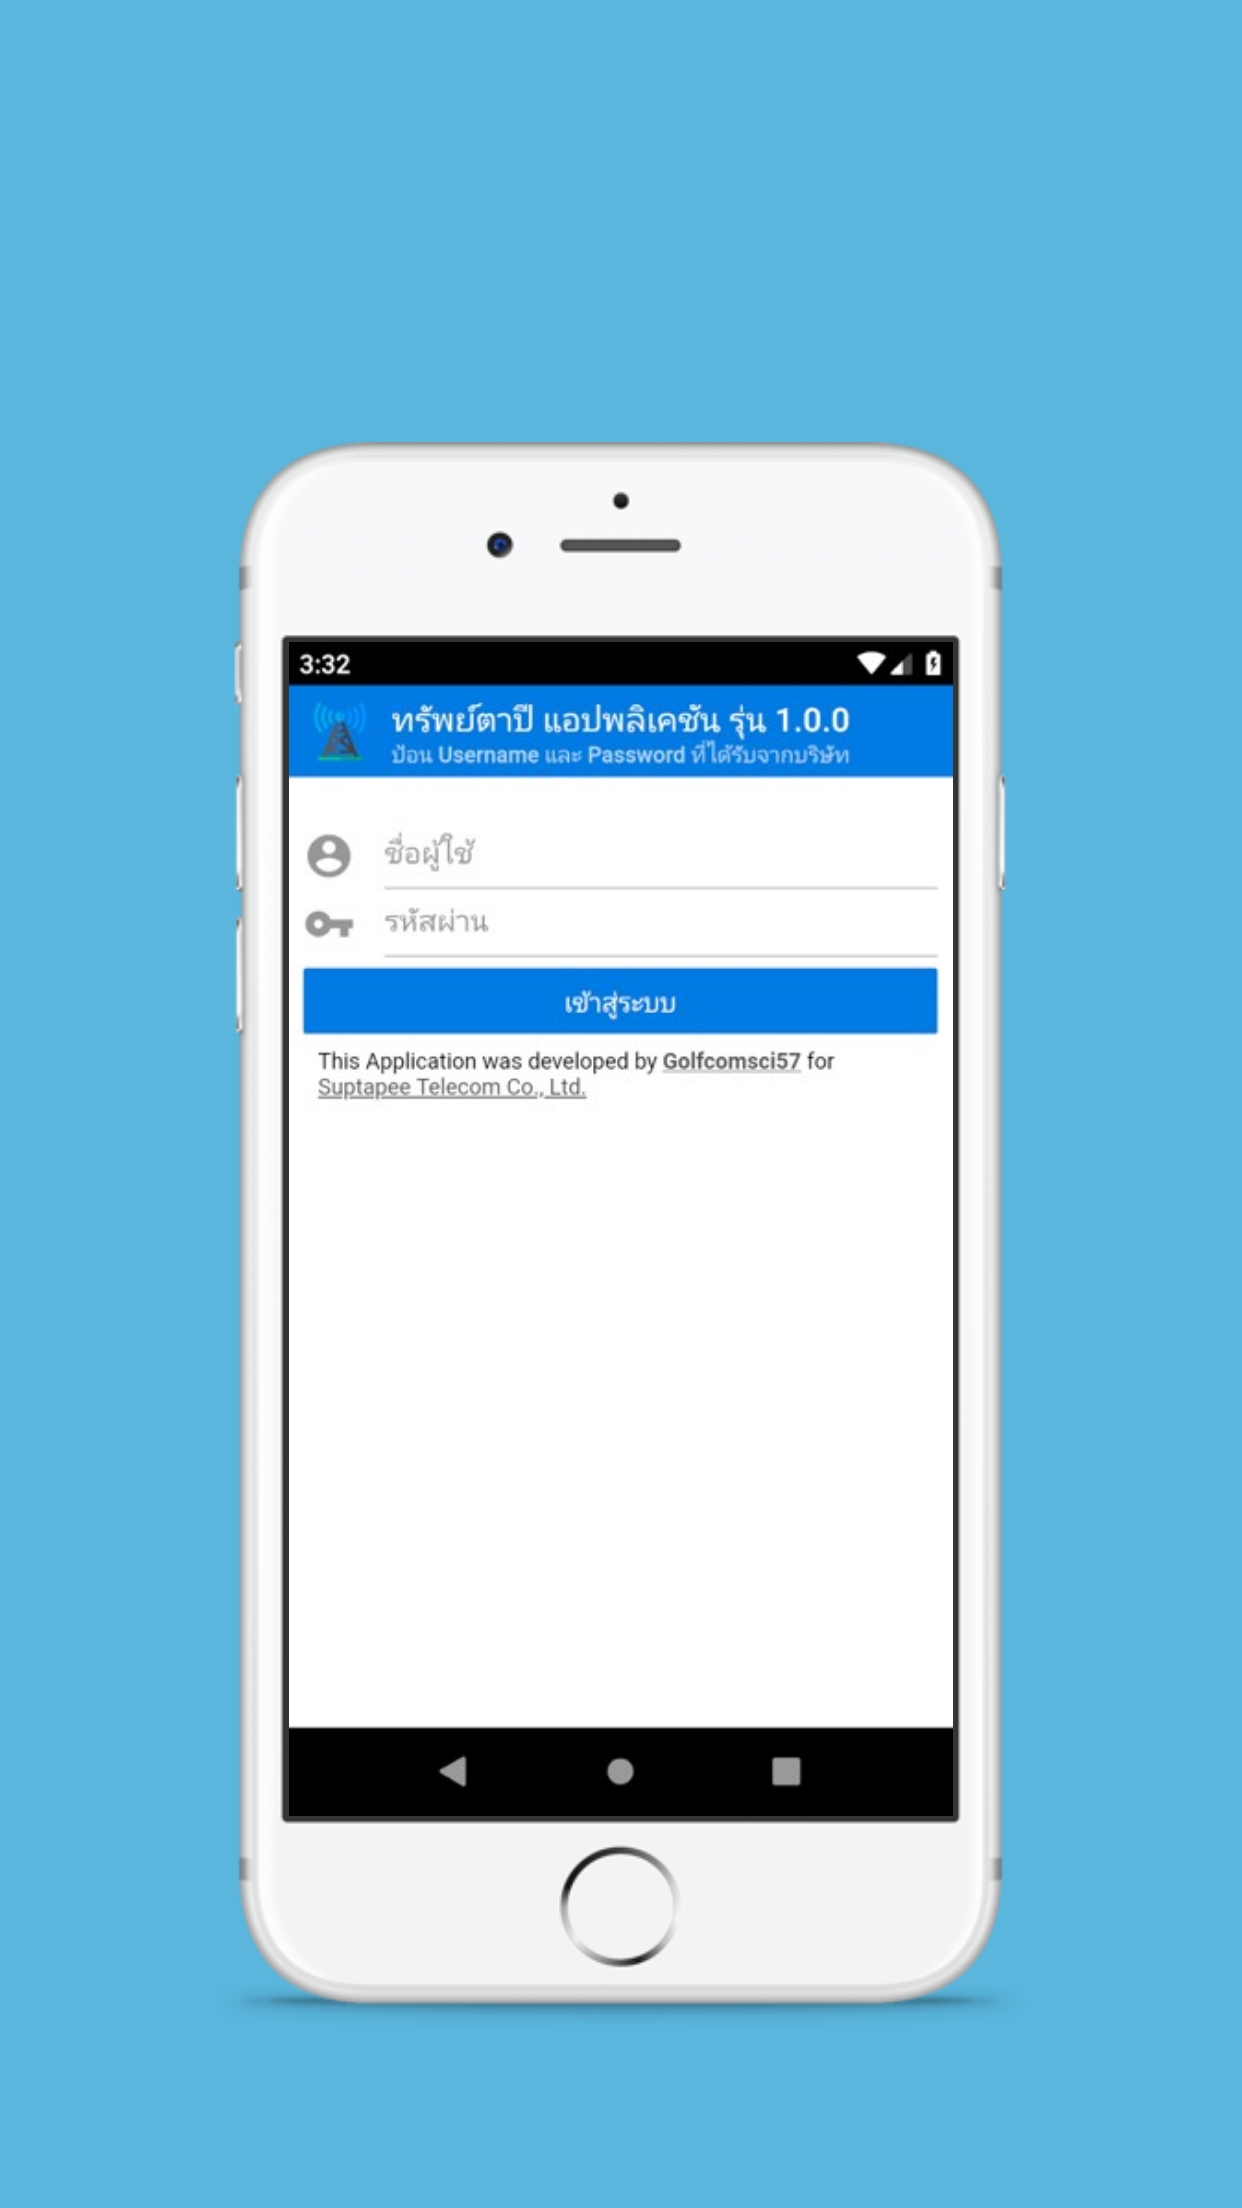 3:32
ทรัพย์ตาปี แอปพลิเคชัน รุ่น 1.0.0
ป้อน Username และ Password ที่ได้รับจากบริษัท
ชื่อผู้ใช้
รหัสผ่าน
เข้าสู่ระบบ
This Application was developed by Golfcomsci57 for
Suptapee Telecom Co., Ltd.